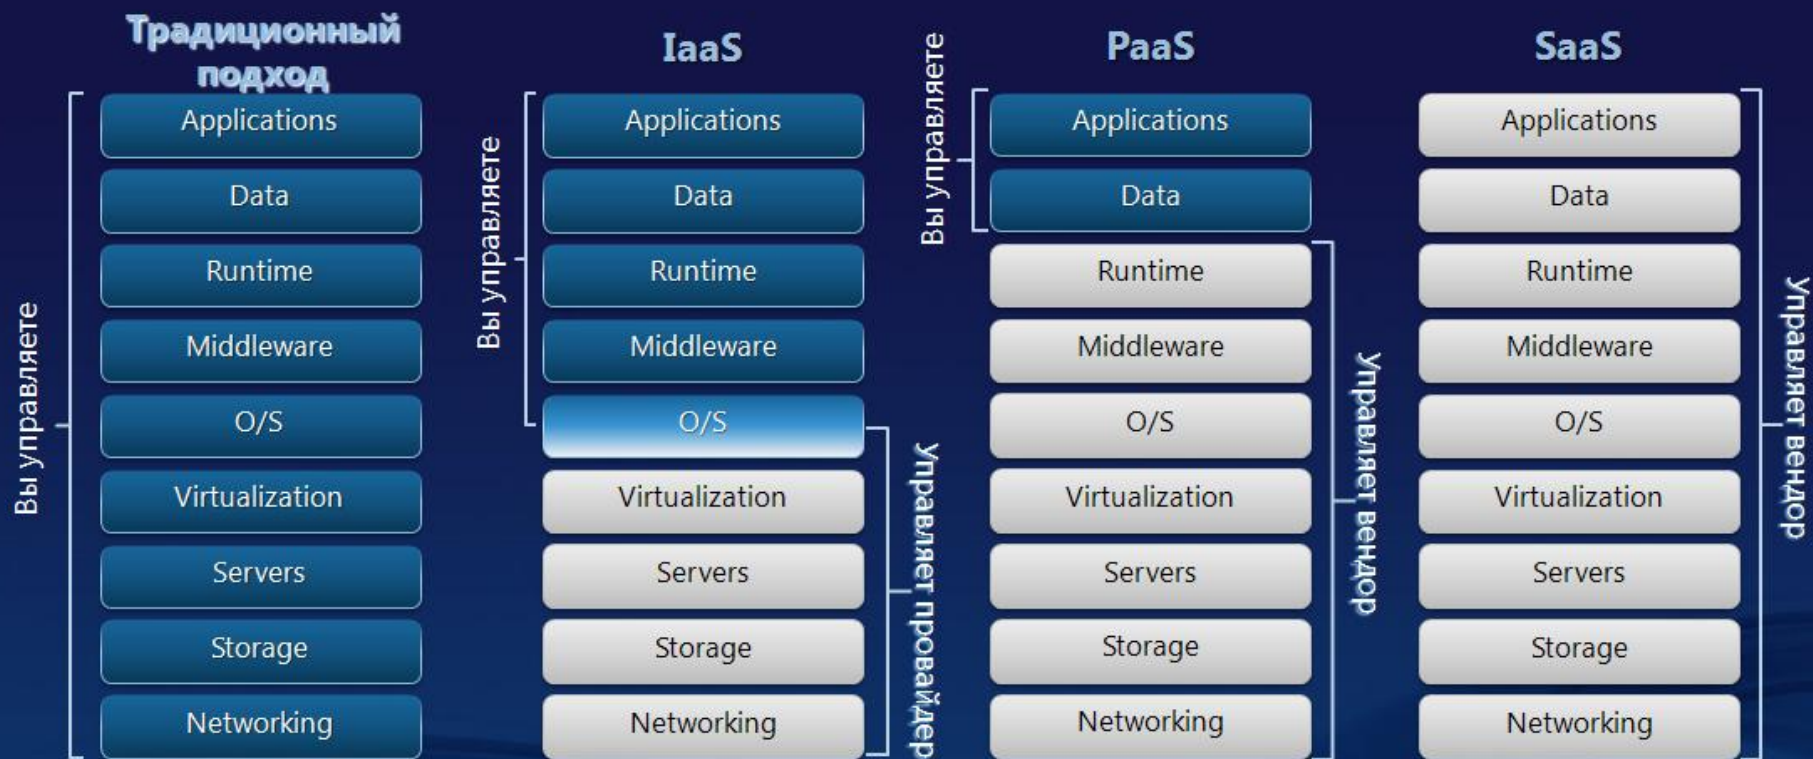 Традиционный
подход
Вы управляете
Applications
Data
Runtime
Middleware
O/S
Virtualization
Servers
Storage
Networking
IaaS
Вы управляете
Applications
Data
Runtime
Middleware
O/S
Virtualization
Servers
Storage
Networking
Управляет провайдер
PaaS
Вы управляете
Applications
Data
Runtime
Middleware
O/S
Virtualization
Servers
Storage
Networking
Управляет вендор
SaaS
Applications
Data
Runtime
Middleware
O/S
Virtualization
Servers
Storage
Networking
Управляет вендор